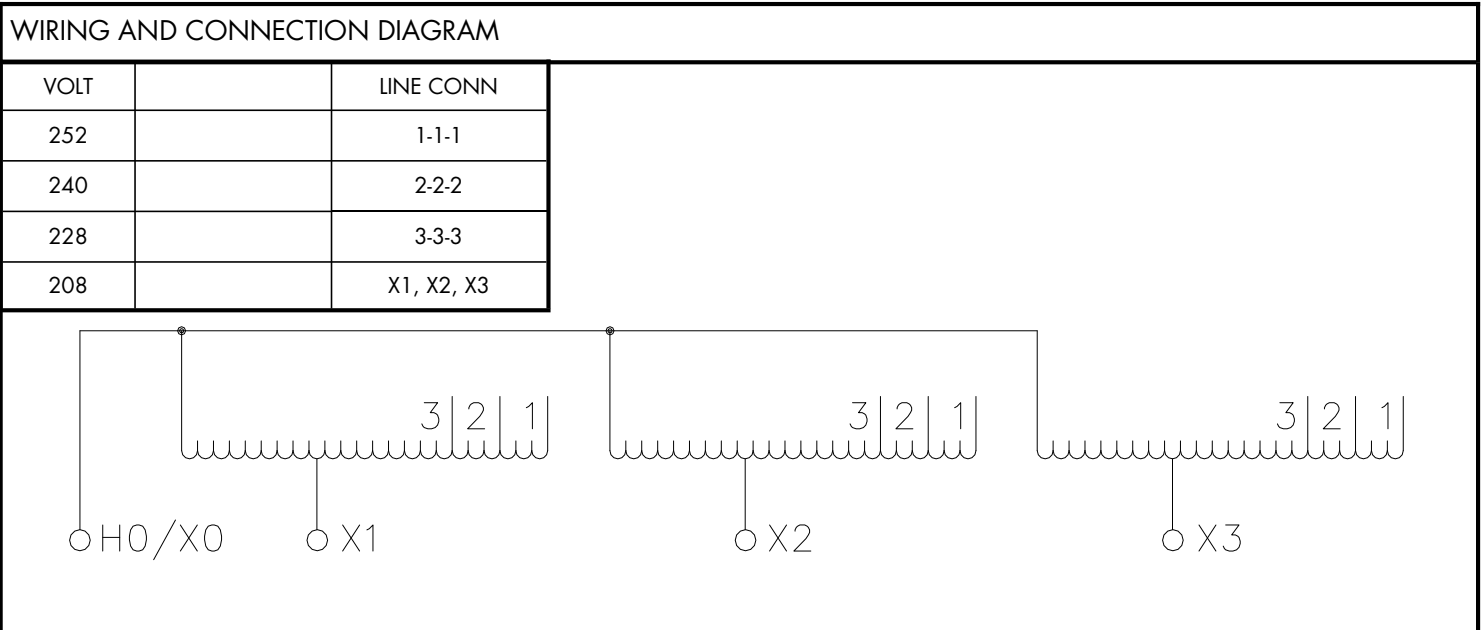 WIRING AND CONNECTION DIAGRAM
VOLT LINE CONN
252 1-1-1
240 2-2-2
228 3-3-3
208 X1, X2, X3
3 2 1 3 2 1 3 2 1
H0/X0 X1 X2 X3